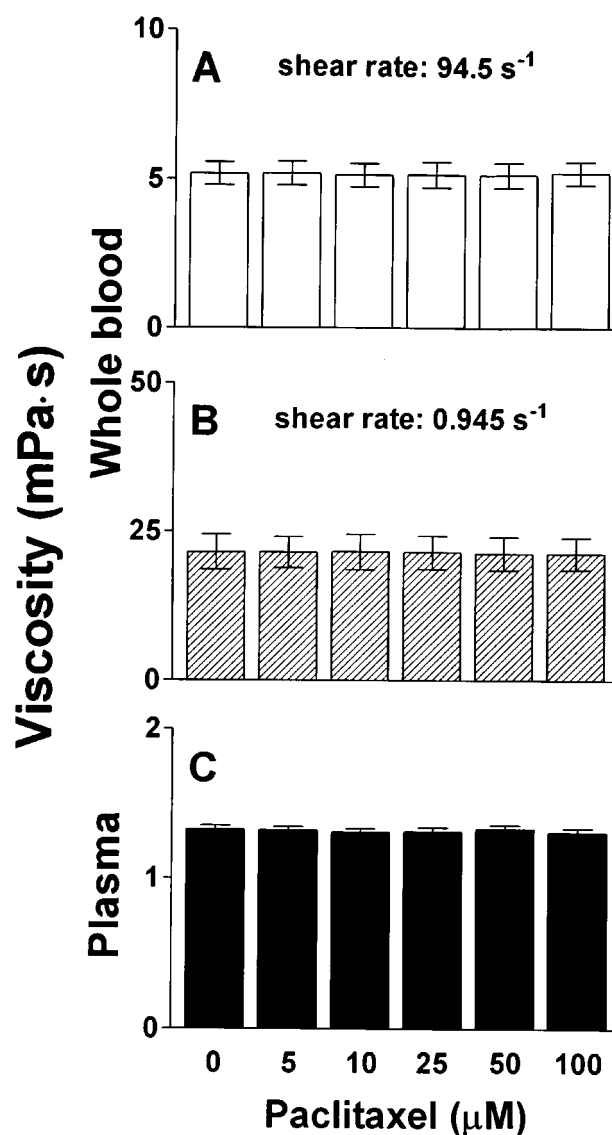 10
A shear rate: 94.5 s⁻¹
5
0
Whole blood
50
B shear rate: 0.945 s⁻¹
25
0
Viscosity (mPa·s)
2
C
1
0
Plasma
0 5 10 25 50 100
Paclitaxel (μM)